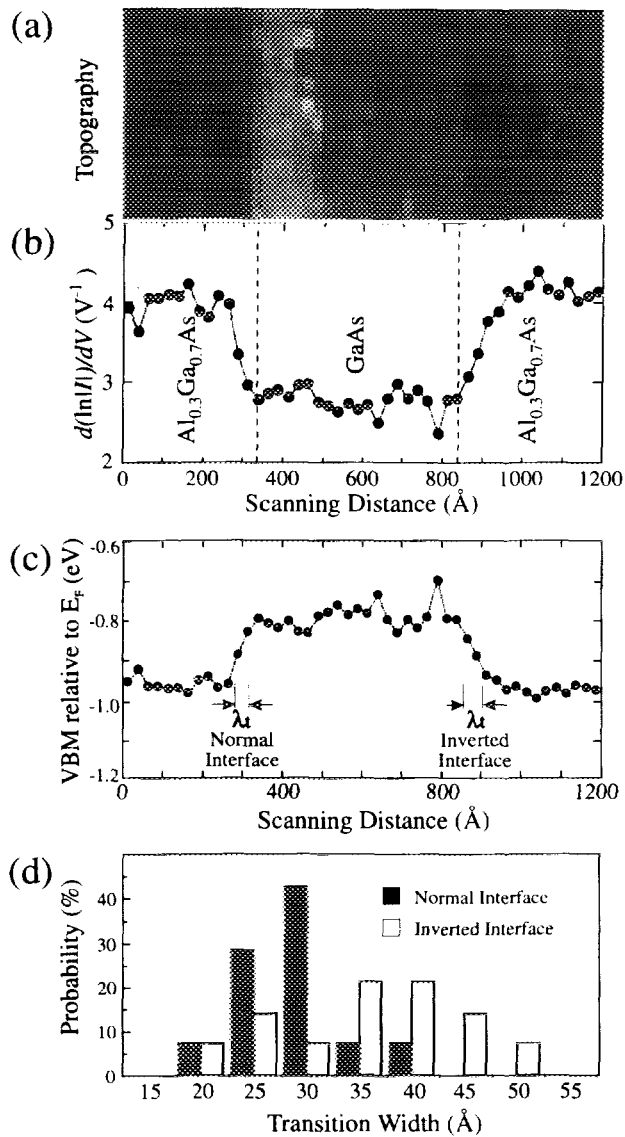 (a)
Topography
(b)
5
4
3
2
d(ln|I|)/dV (V⁻¹)
Al₀.₃Ga₀.₇As
GaAs
Al₀.₃Ga₀.₇As
0 200 400 600 800 1000 1200
Scanning Distance (Å)
(c)
-0.6
-0.8
-1.0
-1.2
VBM relative to E_F (eV)
λt
Normal
Interface
λt
Inverted
Interface
0 400 800 1200
Scanning Distance (Å)
(d)
40
30
20
10
0
Probability (%)
Normal Interface
Inverted Interface
15 20 25 30 35 40 45 50 55
Transition Width (Å)